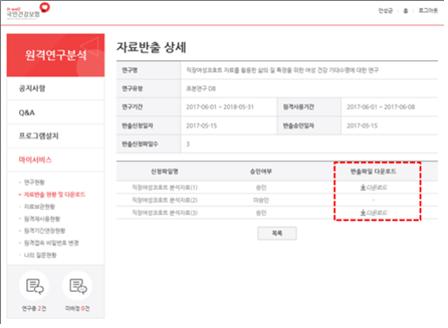 h·well
국민건강보험
안성균 홈 로그아웃
원격연구분석
공지사항
Q&A
프로그램설치
마이서비스
연구현황
자료반출 현황 및 다운로드
자료보관현황
원격재사용현황
원격기간연장현황
원격접속 비밀번호 변경
나의 질문현황
연구중 2건
미배정 0건
자료반출 상세
연구명 직장여성코호트 자료를 활용한 삶의 질 측정을 위한 여성 건강 기대수명에 대한 연구
연구유형 표본연구 DB
연구기간 2017-06-01 ~ 2018-05-31 원격사용기간 2017-06-01 ~ 2017-06-08
반출신청일자 2017-05-15 반출승인일자 2017-05-15
반출신청파일수 3
신청파일명 승인여부 반출파일 다운로드
직장여성코호트 분석자료(1) 승인 다운로드
직장여성코호트 분석자료(2) 미승인 -
직장여성코호트 분석자료(3) 승인 다운로드
목록